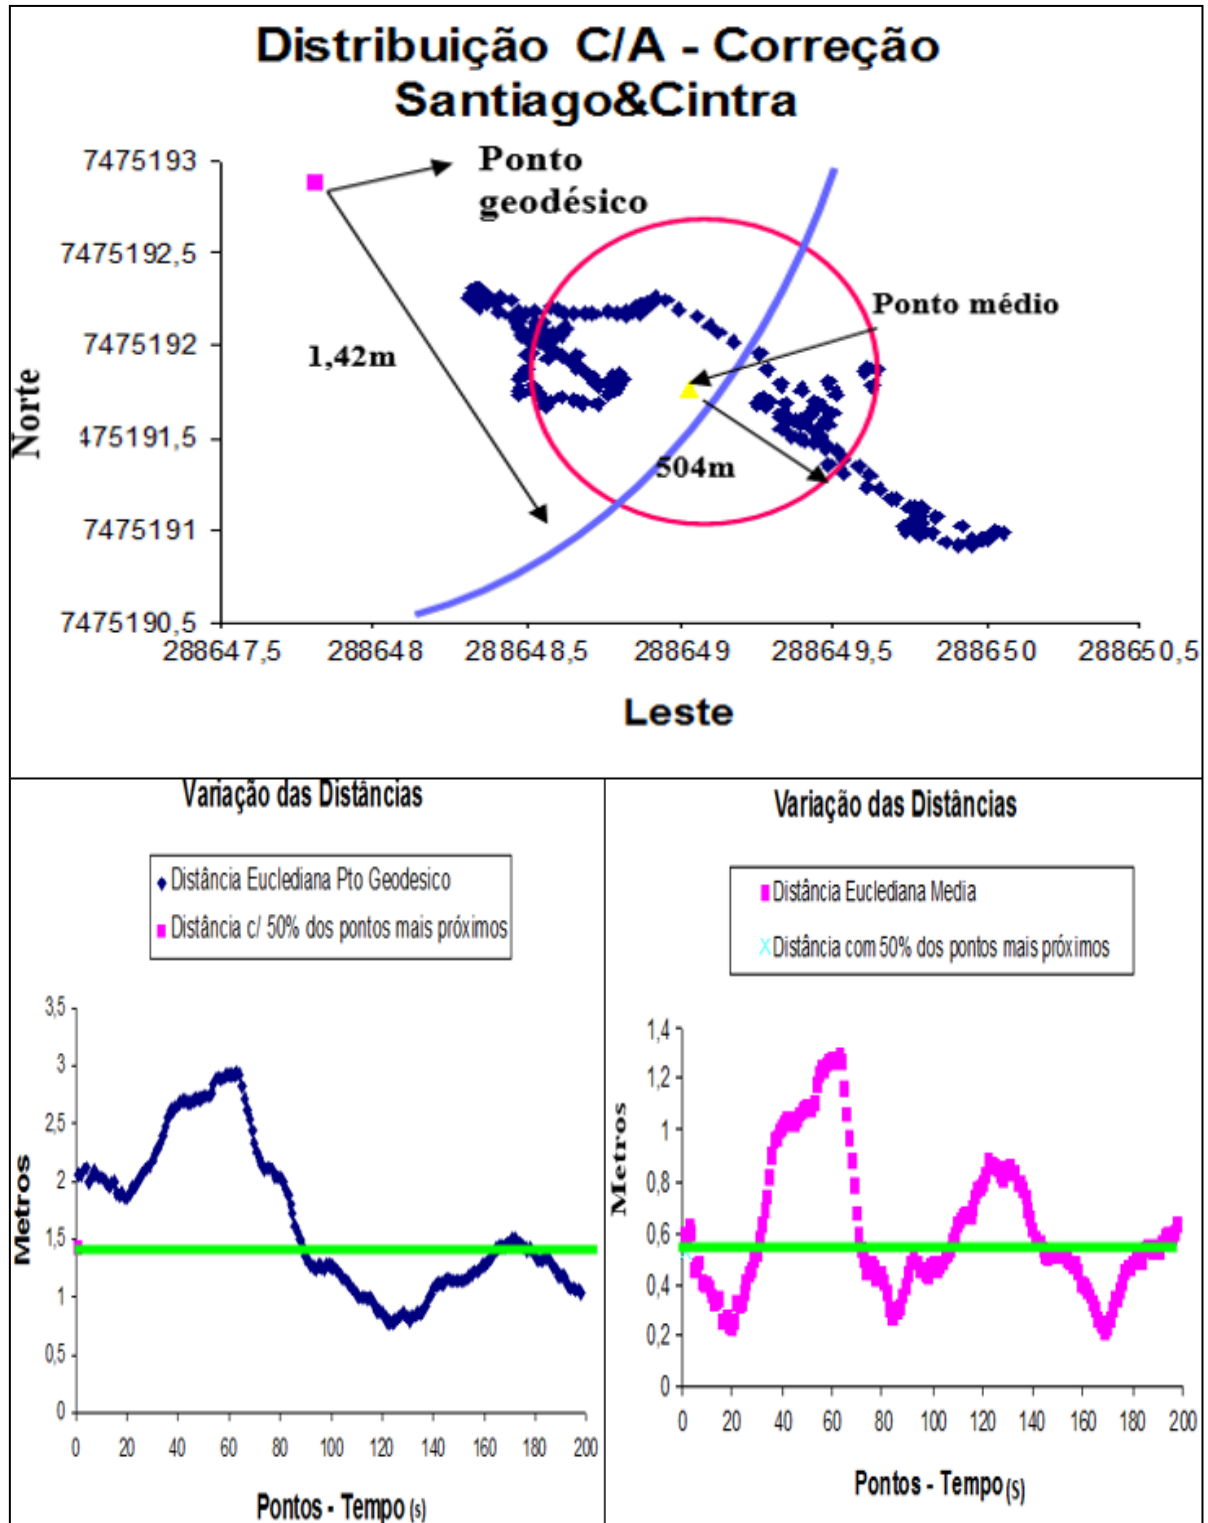 Distribuição C/A - Correção
Santiago&Cintra
Ponto
geodésico
Ponto médio
1,42m
504m
Norte
7475193
7475192,5
7475192
7475191,5
7475191
7475190,5
288647,5 288648 288648,5 288649 288649,5 288650 288650,5
Leste
Variação das Distâncias
Distância Euclediana Pto Geodesico
Distância c/ 50% dos pontos mais próximos
Metros
3,5
3
2,5
2
1,5
1
0,5
0
0 20 40 60 80 100 120 140 160 180 200
Pontos - Tempo (s)
Variação das Distâncias
Distância Euclediana Media
Distância com 50% dos pontos mais próximos
Metros
1,4
1,2
1
0,8
0,6
0,4
0,2
0
0 20 40 60 80 100 120 140 160 180 200
Pontos - Tempo (s)